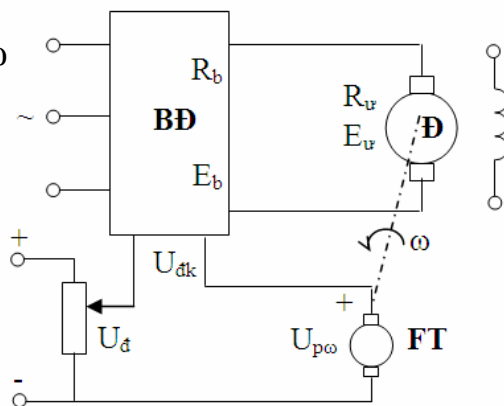 o
R_b
R_ư
~
BĐ
Đ
E_ư
E_b
ω
+
U_đk
+
U_đ
U_pω
FT
-